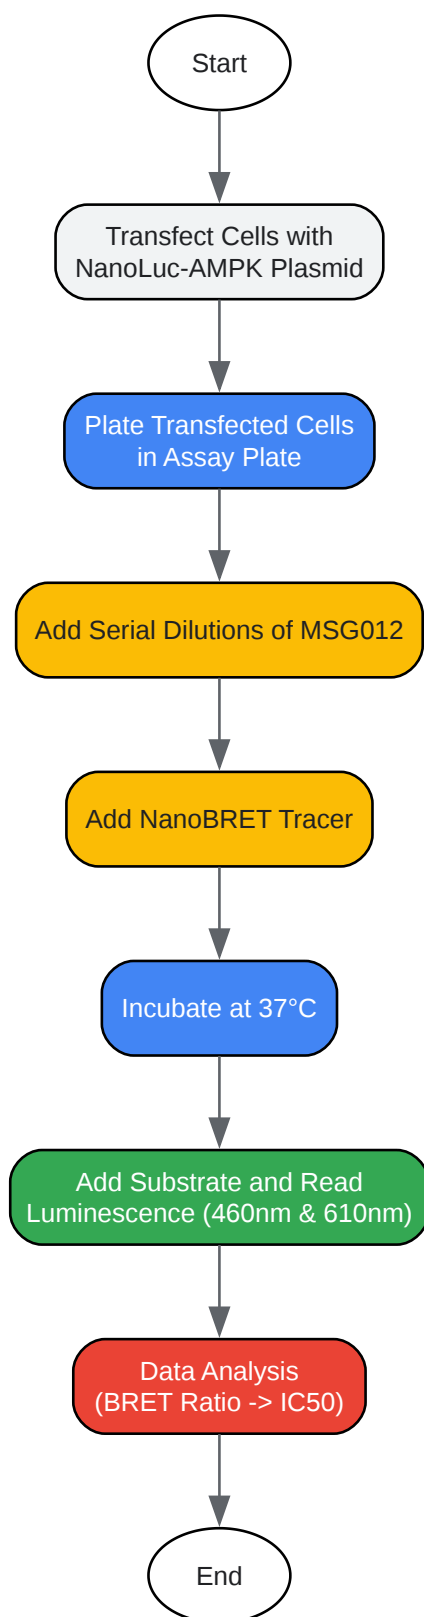 Start
Transfect Cells with
NanoLuc-AMPK Plasmid
Plate Transfected Cells
in Assay Plate
Add Serial Dilutions of MSG012
Add NanoBRET Tracer
Incubate at 37°C
Add Substrate and Read
Luminescence (460nm & 610nm)
Data Analysis
(BRET Ratio -> IC50)
End